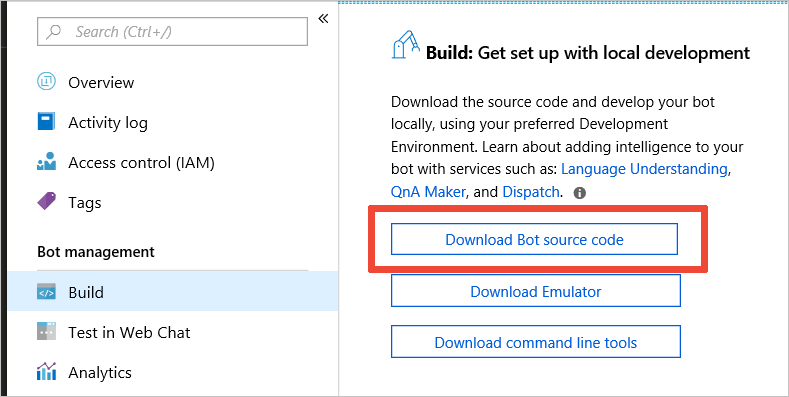 Search (Ctrl+/)
«
Overview
Activity log
Access control (IAM)
Tags
Bot management
Build
Test in Web Chat
Analytics
Build: Get set up with local development
Download the source code and develop your bot
locally, using your preferred Development
Environment. Learn about adding intelligence to your
bot with services such as: Language Understanding,
QnA Maker, and Dispatch.
Download Bot source code
Download Emulator
Download command line tools